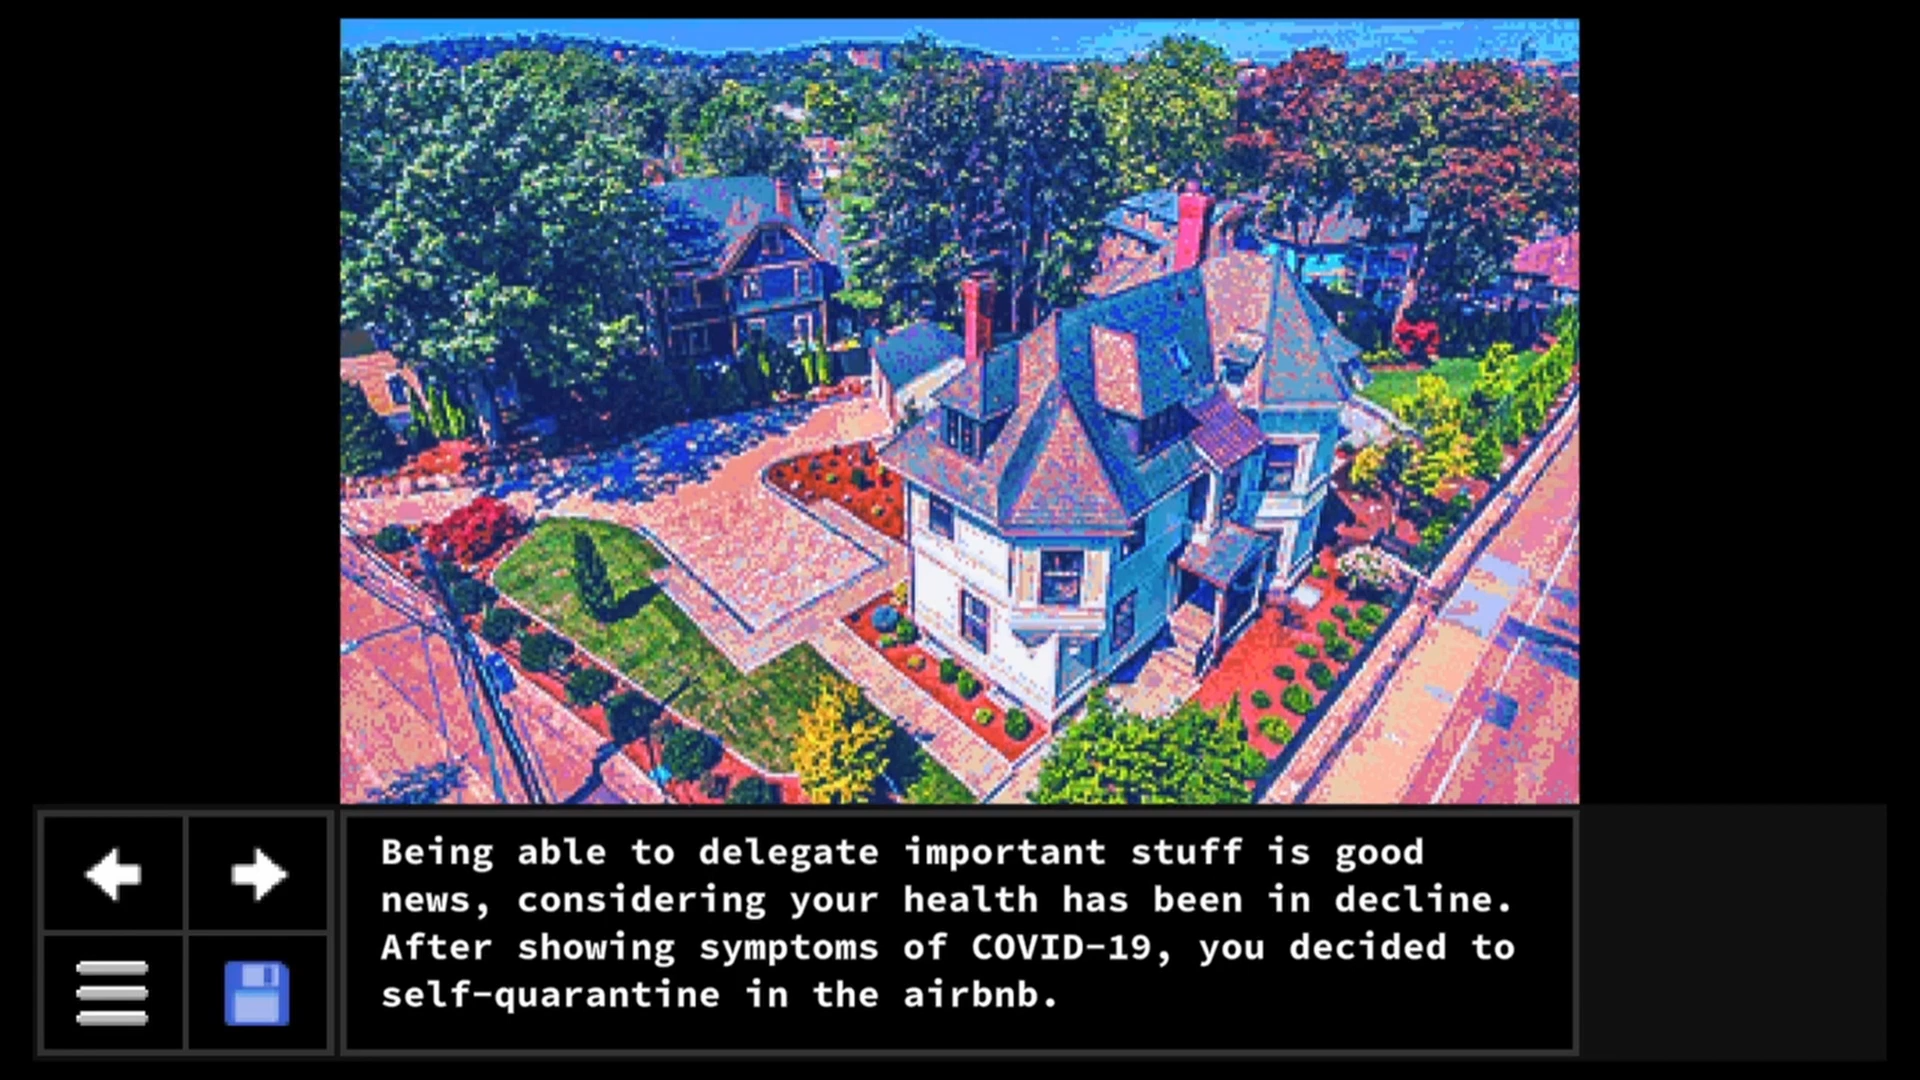 Being able to delegate important stuff is good
news, considering your health has been in decline.
After showing symptoms of COVID-19, you decided to
self-quarantine in the airbnb.